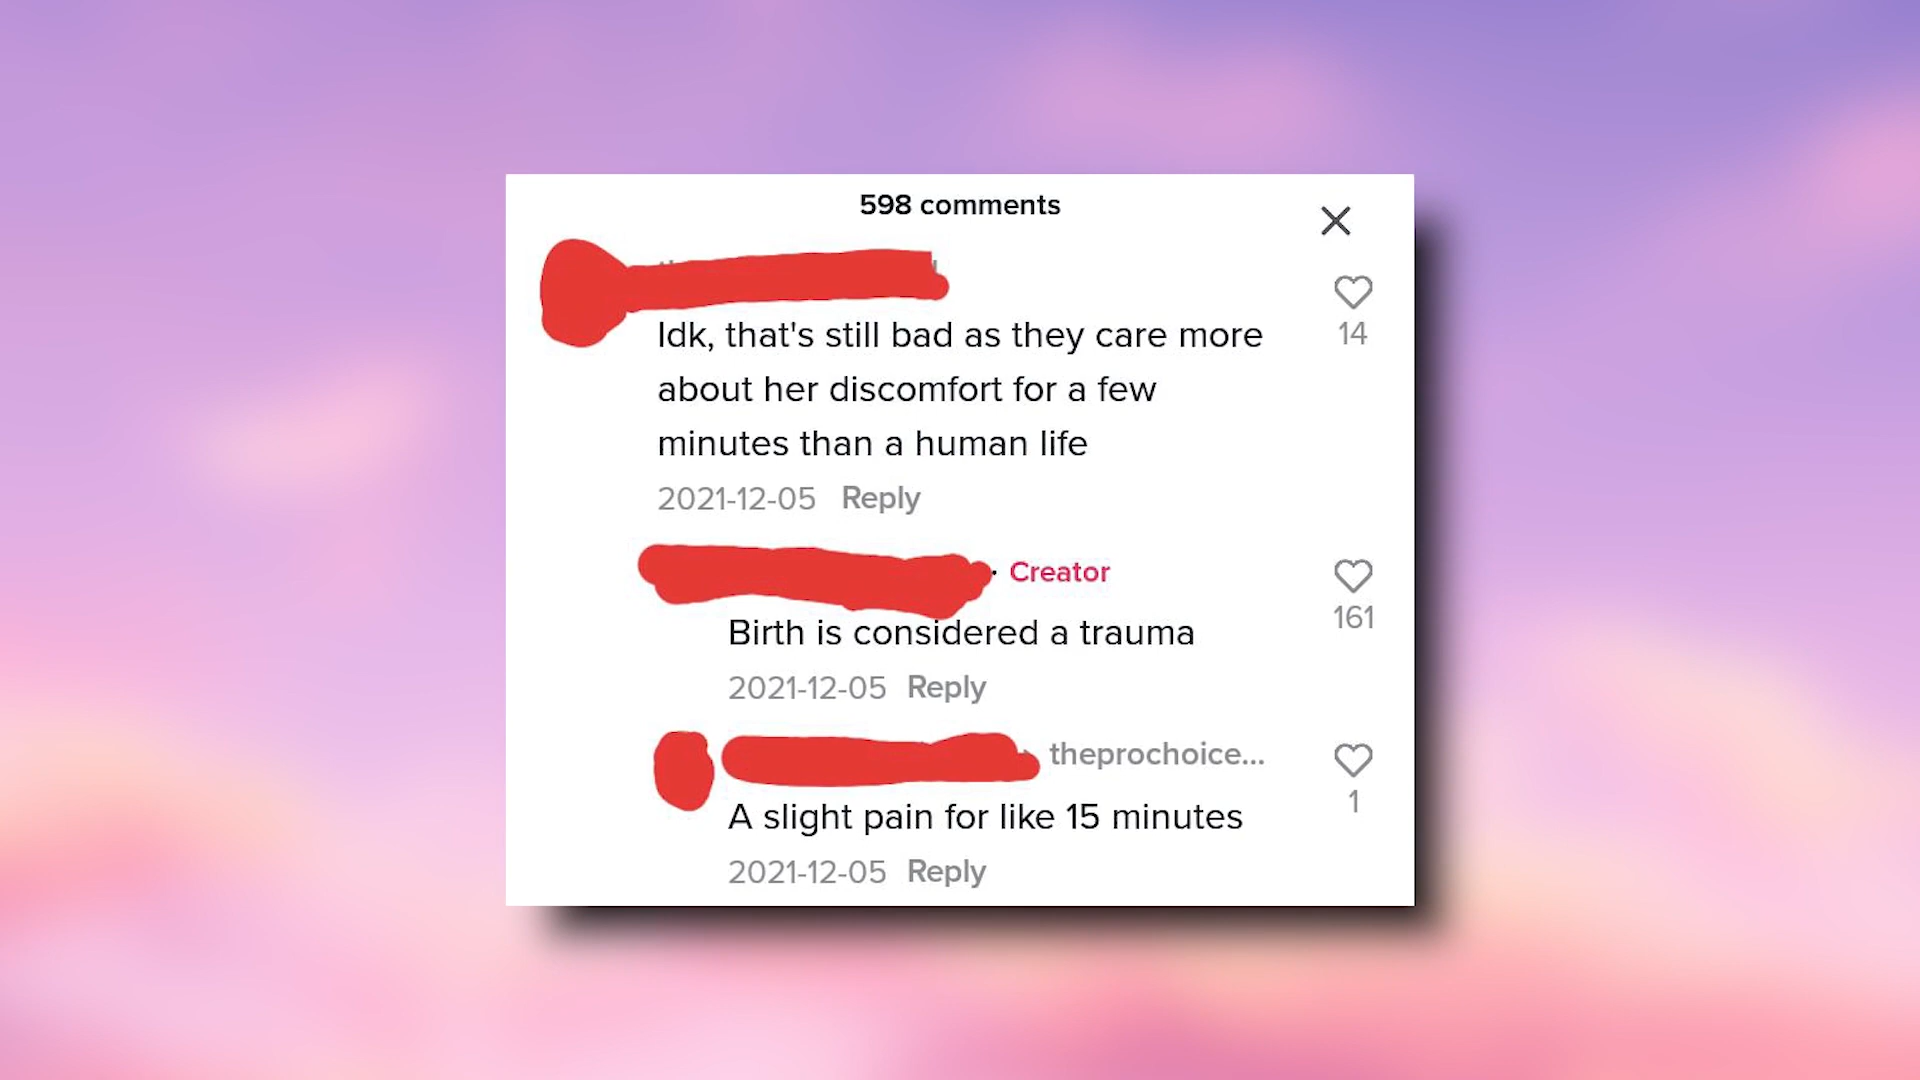 598 comments
Idk, that's still bad as they care more
about her discomfort for a few
minutes than a human life
14
2021-12-05 Reply
· Creator
Birth is considered a trauma
161
2021-12-05 Reply
theprochoice...
A slight pain for like 15 minutes
1
2021-12-05 Reply